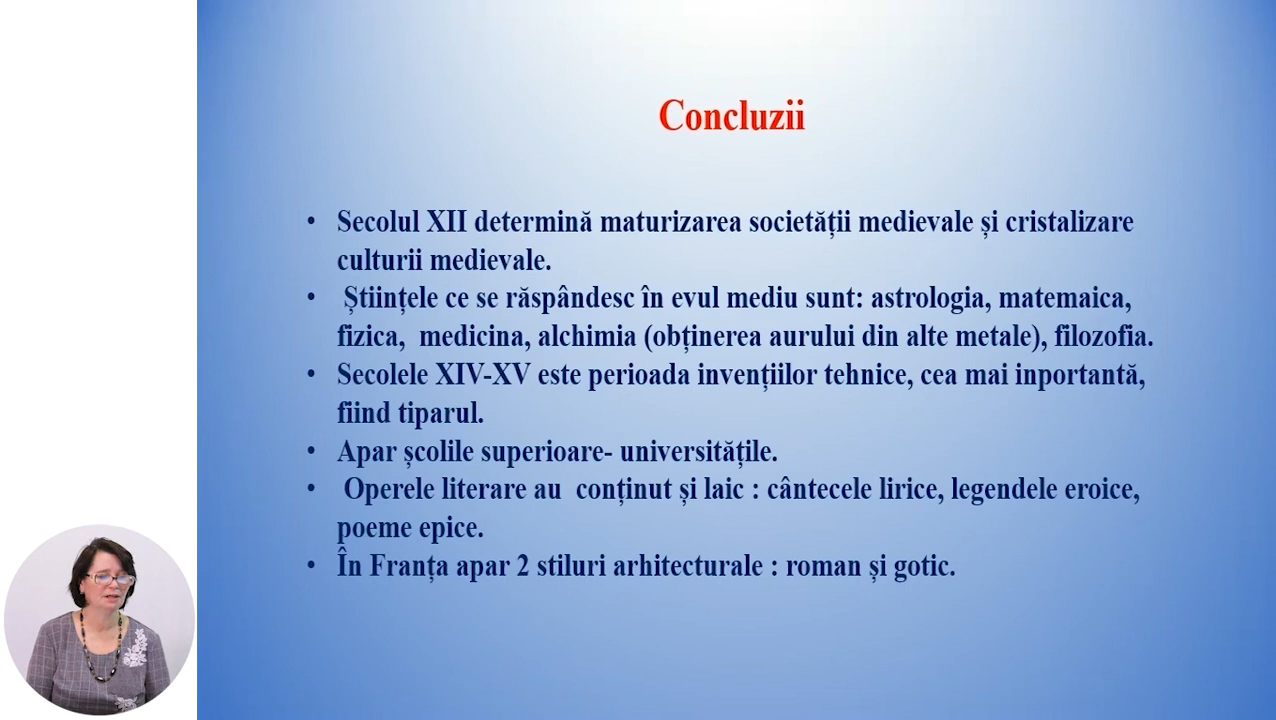 Concluzii
• Secolul XII determină maturizarea societății medievale și cristalizare
culturii medievale.
• Științele ce se răspândesc în evul mediu sunt: astrologia, matemaica,
fizica, medicina, alchimia (obținerea aurului din alte metale), filozofia.
• Secolele XIV-XV este perioada invențiilor tehnice, cea mai inportantă,
fiind tiparul.
• Apar școlile superioare- universitățile.
• Operele literare au conținut și laic : cântecele lirice, legendele eroice,
poeme epice.
• În Franța apar 2 stiluri arhitecturale : roman și gotic.